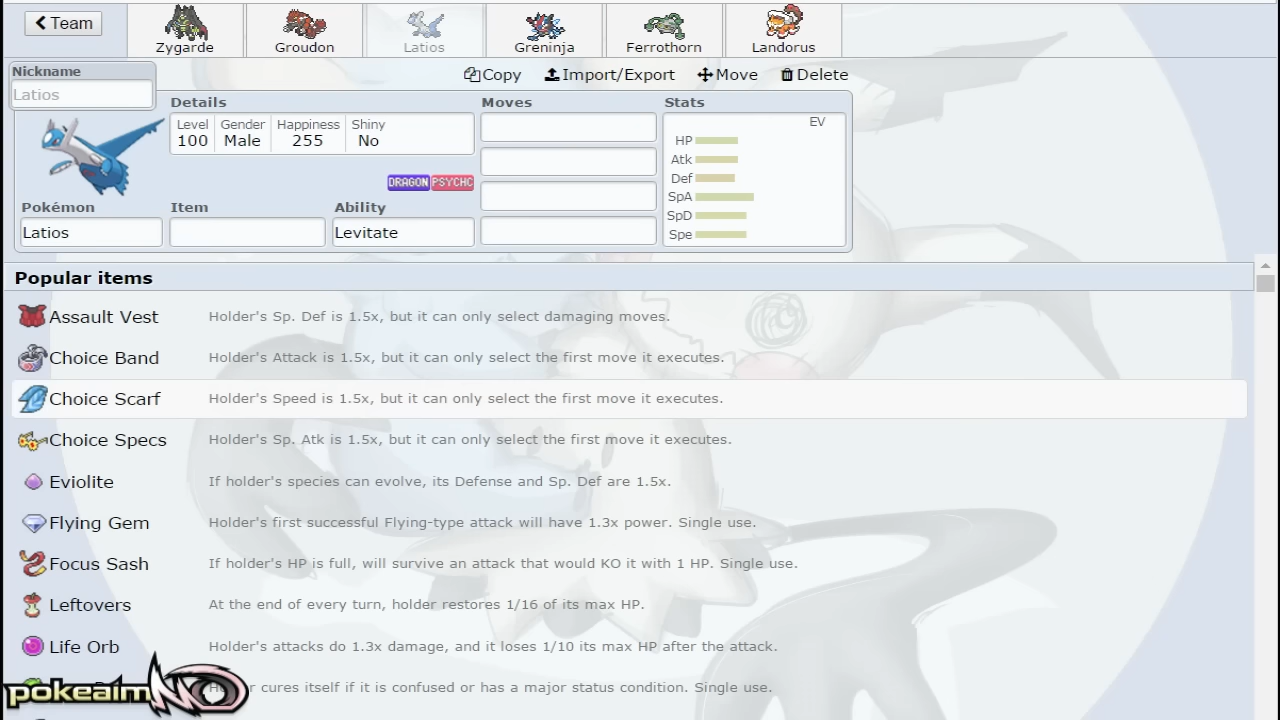 Team
Zygarde
Groudon
Latios
Greninja
Ferrothorn
Landorus
Nickname
Latios
Copy
Import/Export
Move
Delete
Details
Moves
Stats
Level
Gender
Happiness
Shiny
100
Male
255
No
EV
HP
Atk
Def
SpA
SpD
Spe
DRAGON
PSYCHC
Pokémon
Item
Ability
Latios
Levitate
Popular items
Assault Vest Holder's Sp. Def is 1.5x, but it can only select damaging moves.
Choice Band Holder's Attack is 1.5x, but it can only select the first move it executes.
Choice Scarf Holder's Speed is 1.5x, but it can only select the first move it executes.
Choice Specs Holder's Sp. Atk is 1.5x, but it can only select the first move it executes.
Eviolite If holder's species can evolve, its Defense and Sp. Def are 1.5x.
Flying Gem Holder's first successful Flying-type attack will have 1.3x power. Single use.
Focus Sash If holder's HP is full, will survive an attack that would KO it with 1 HP. Single use.
Leftovers At the end of every turn, holder restores 1/16 of its max HP.
Life Orb Holder's attacks do 1.3x damage, and it loses 1/10 its max HP after the attack.
cures itself if it is confused or has a major status condition. Single use.
pokeaimMD